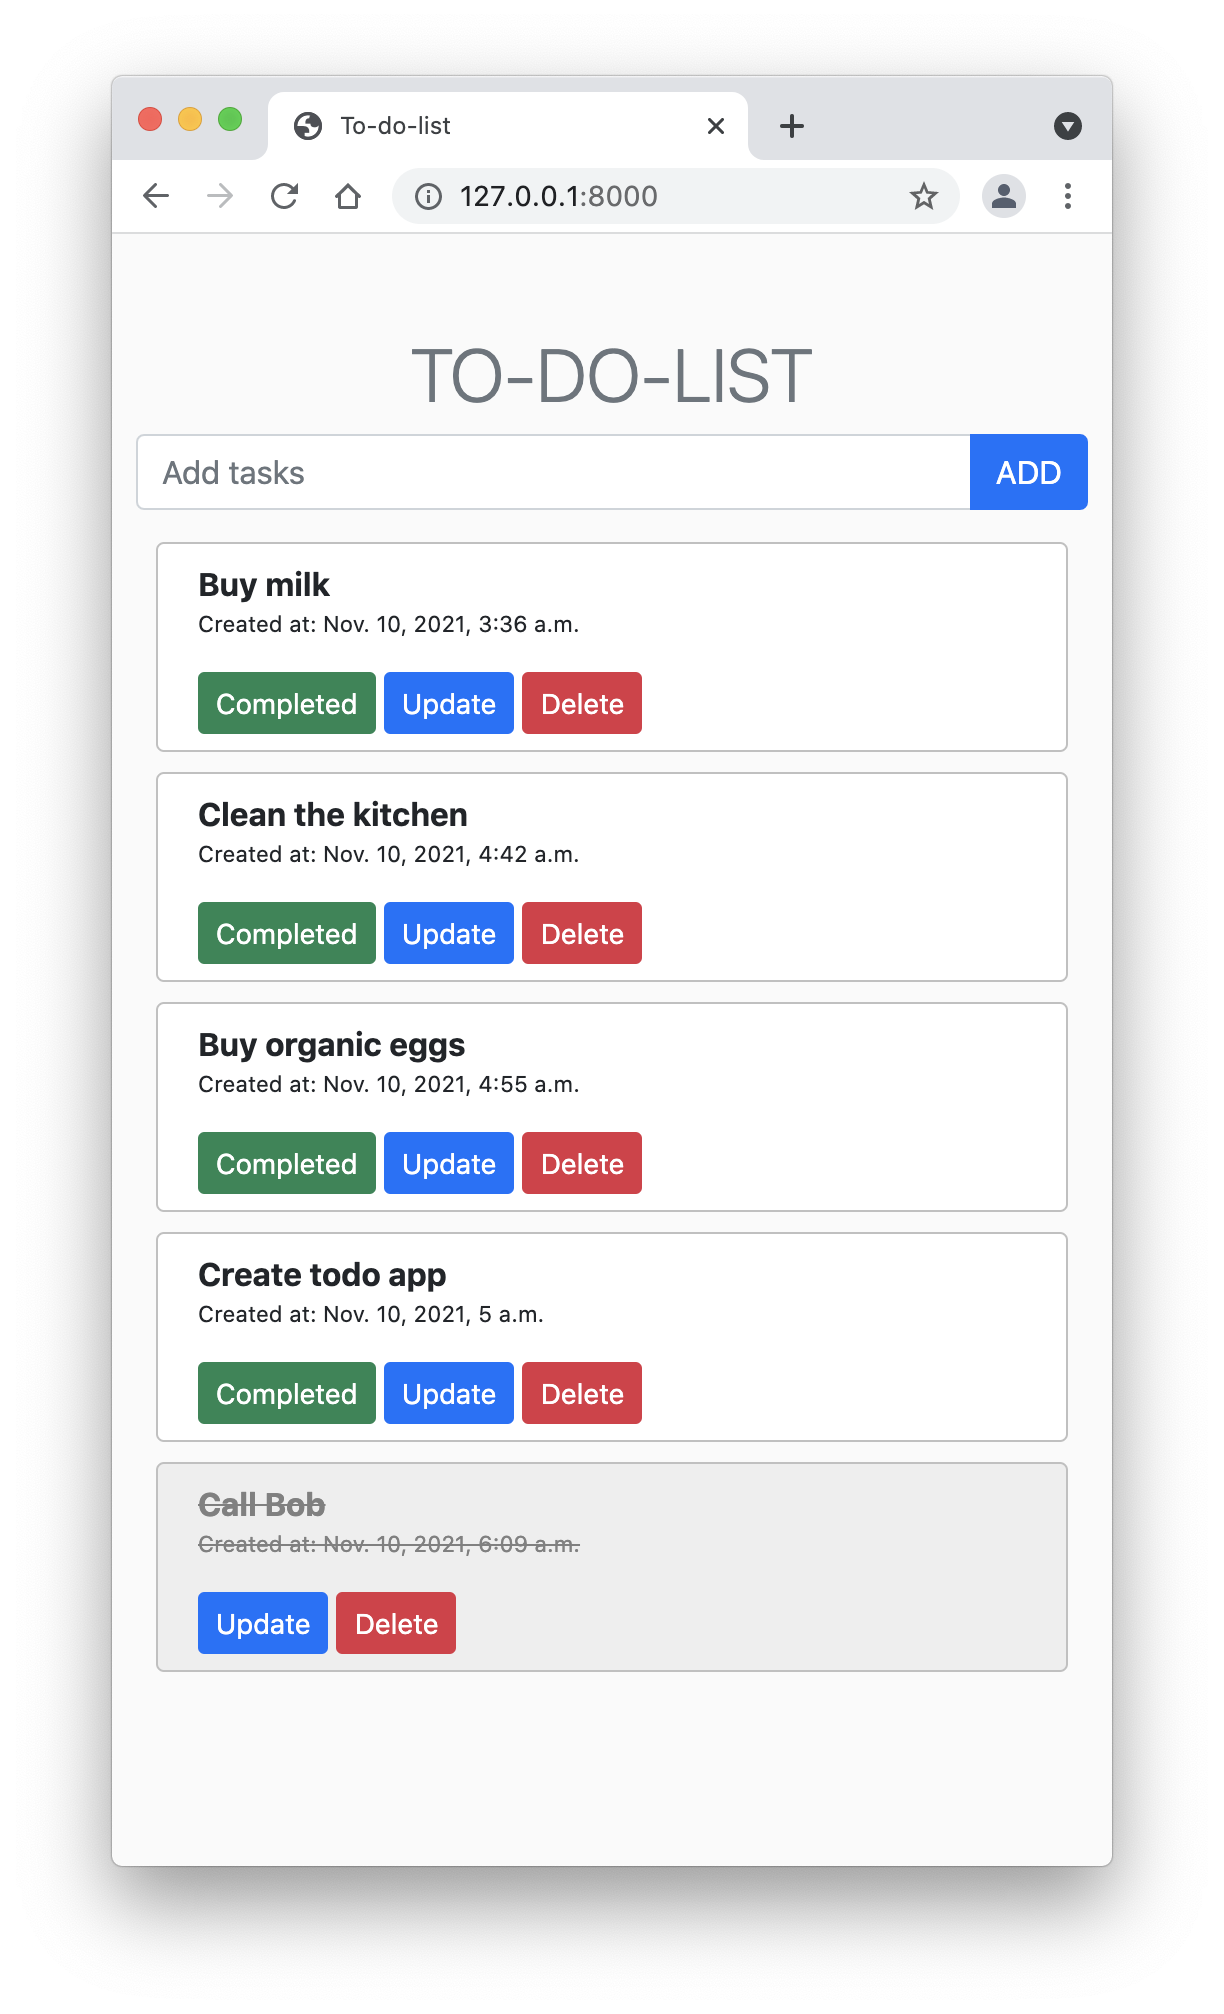 To-do-list
127.0.0.1:8000
TO-DO-LIST
Add tasks
ADD
Buy milk
Created at: Nov. 10, 2021, 3:36 a.m.
Completed Update Delete
Clean the kitchen
Created at: Nov. 10, 2021, 4:42 a.m.
Completed Update Delete
Buy organic eggs
Created at: Nov. 10, 2021, 4:55 a.m.
Completed Update Delete
Create todo app
Created at: Nov. 10, 2021, 5 a.m.
Completed Update Delete
Call Bob
Created at: Nov. 10, 2021, 6:09 a.m.
Update Delete